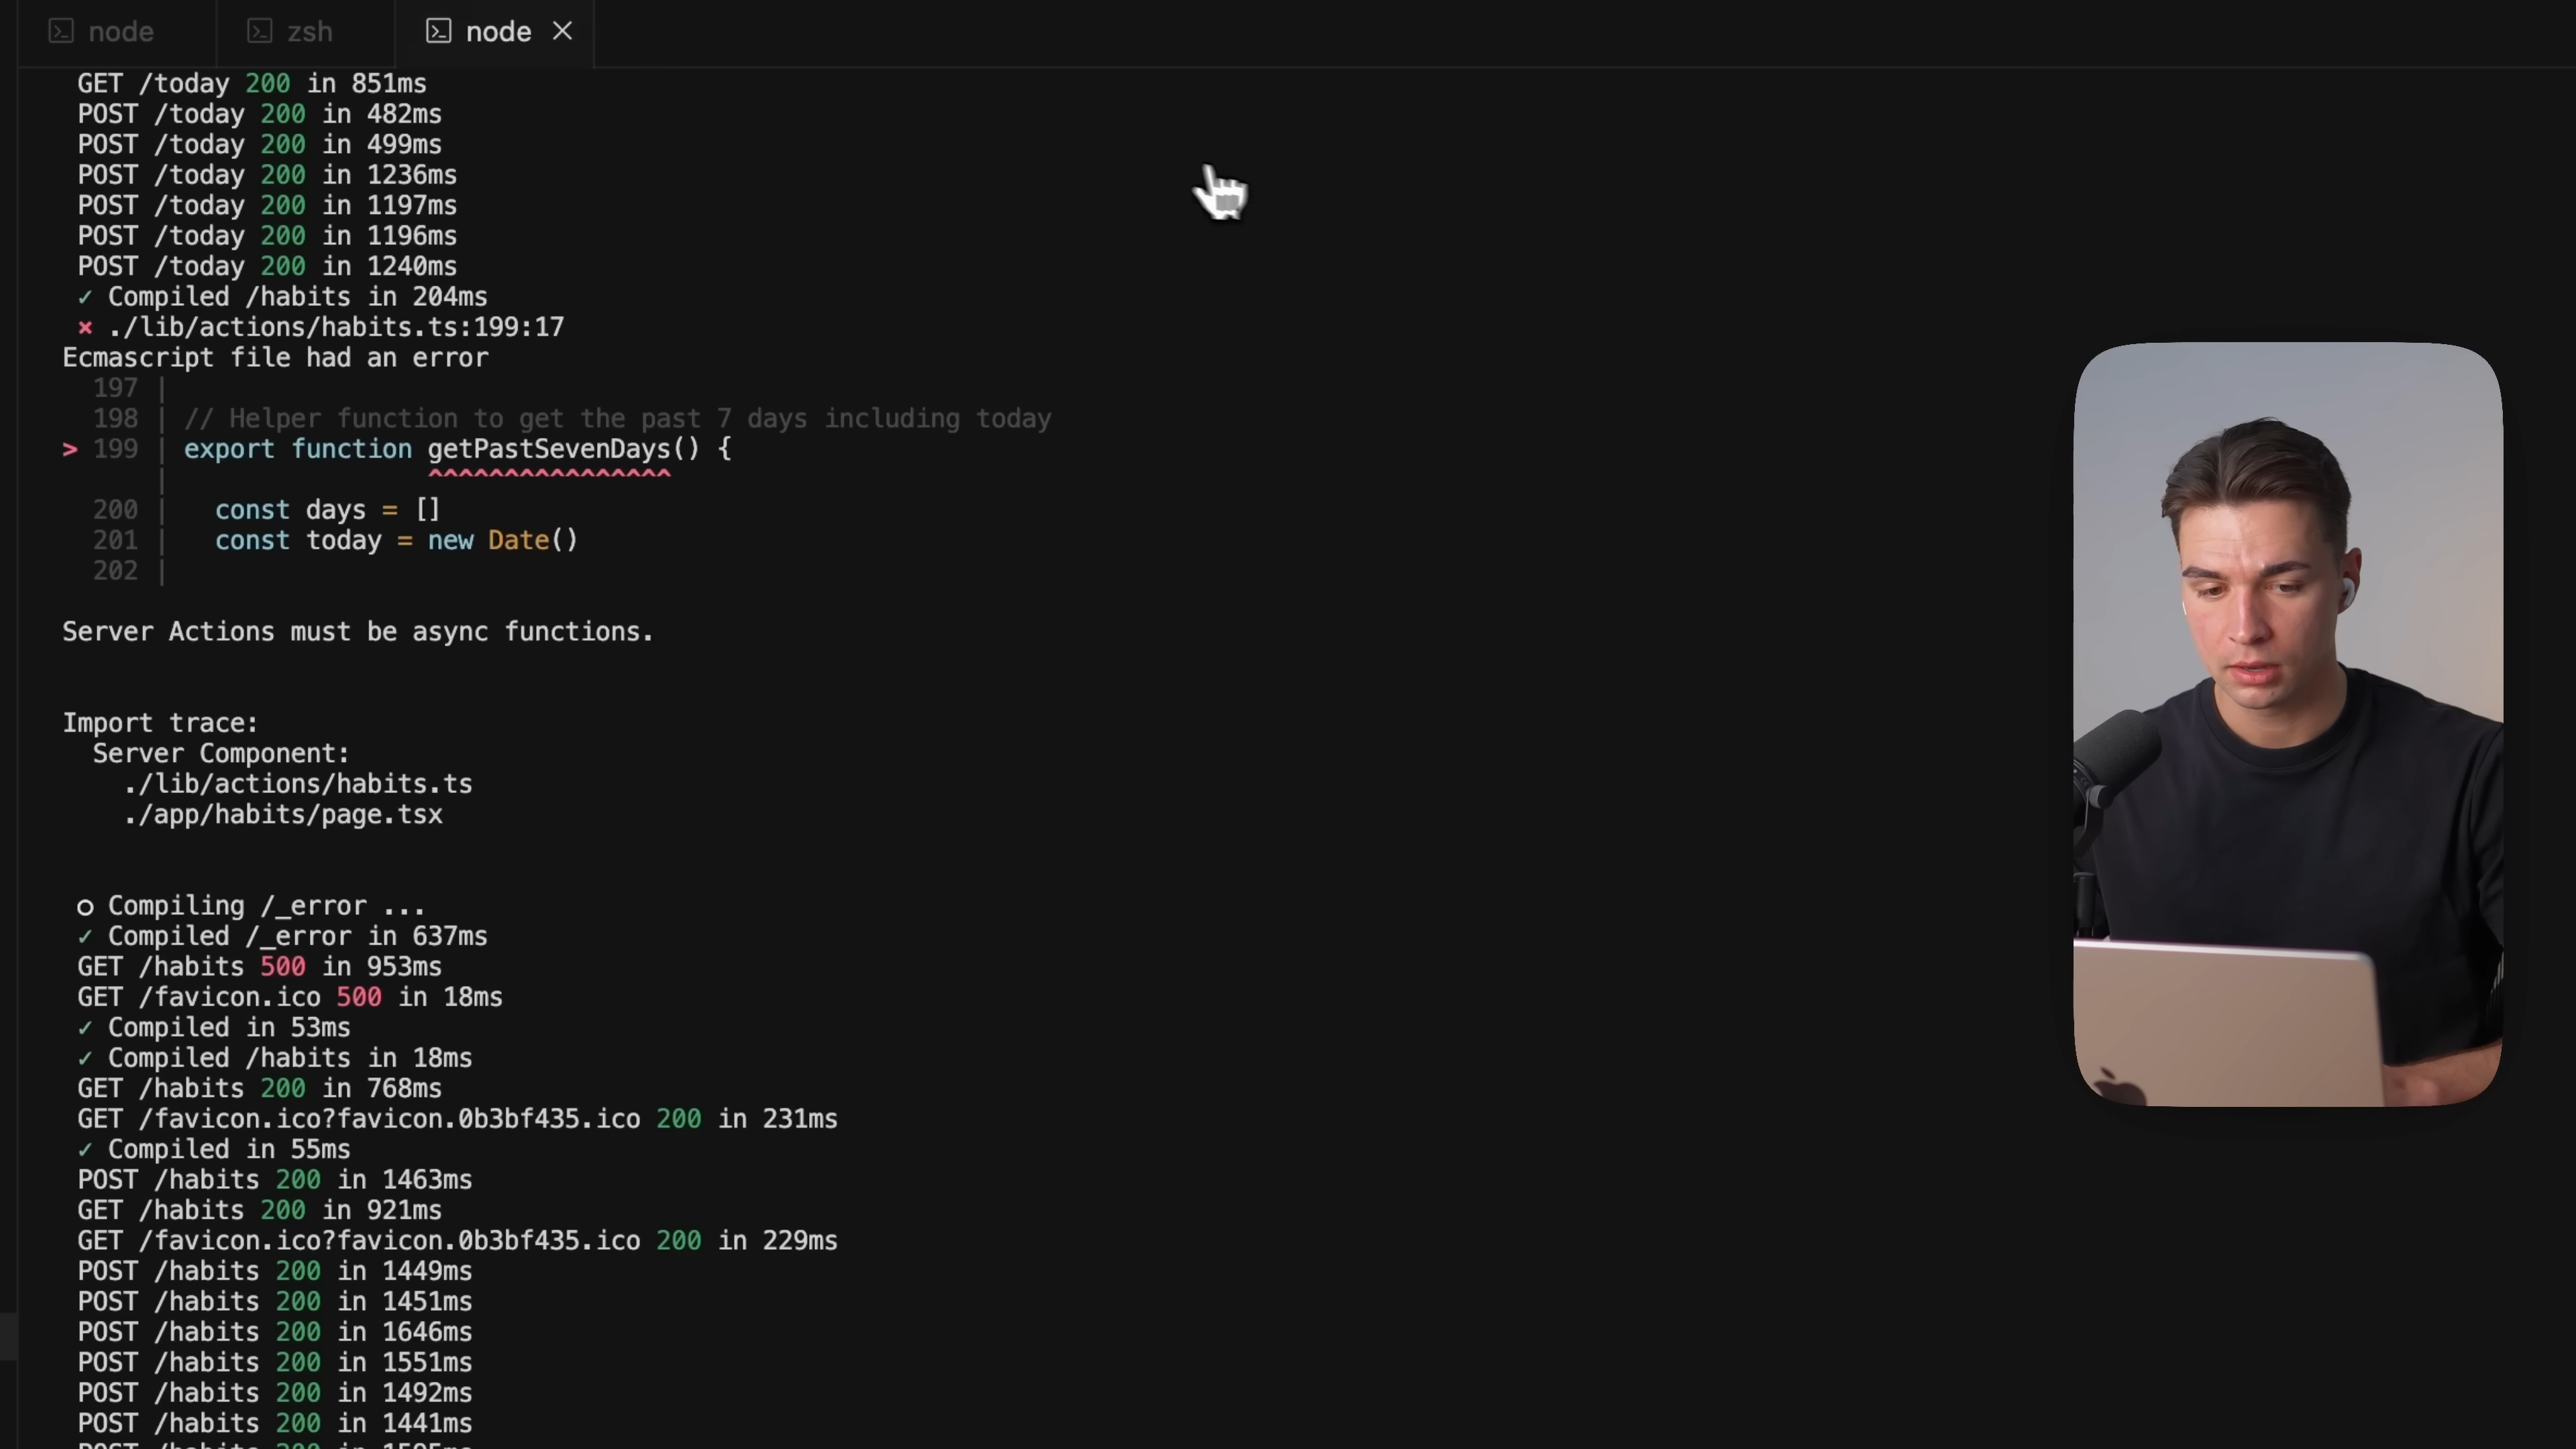 node zsh node
GET /today 200 in 851ms
POST /today 200 in 482ms
POST /today 200 in 499ms
POST /today 200 in 1236ms
POST /today 200 in 1197ms
POST /today 200 in 1196ms
POST /today 200 in 1240ms
✓ Compiled /habits in 204ms
× ./lib/actions/habits.ts:199:17
Ecmascript file had an error
197 |
198 | // Helper function to get the past 7 days including today
> 199 | export function getPastSevenDays() {
| ^^^^^^^^^^^^^^^^
200 | const days = []
201 | const today = new Date()
202 |
Server Actions must be async functions.
Import trace:
Server Component:
./lib/actions/habits.ts
./app/habits/page.tsx
○ Compiling /_error ...
✓ Compiled /_error in 637ms
GET /habits 500 in 953ms
GET /favicon.ico 500 in 18ms
✓ Compiled in 53ms
✓ Compiled /habits in 18ms
GET /habits 200 in 768ms
GET /favicon.ico?favicon.0b3bf435.ico 200 in 231ms
✓ Compiled in 55ms
POST /habits 200 in 1463ms
GET /habits 200 in 921ms
GET /favicon.ico?favicon.0b3bf435.ico 200 in 229ms
POST /habits 200 in 1449ms
POST /habits 200 in 1451ms
POST /habits 200 in 1646ms
POST /habits 200 in 1551ms
POST /habits 200 in 1492ms
POST /habits 200 in 1441ms